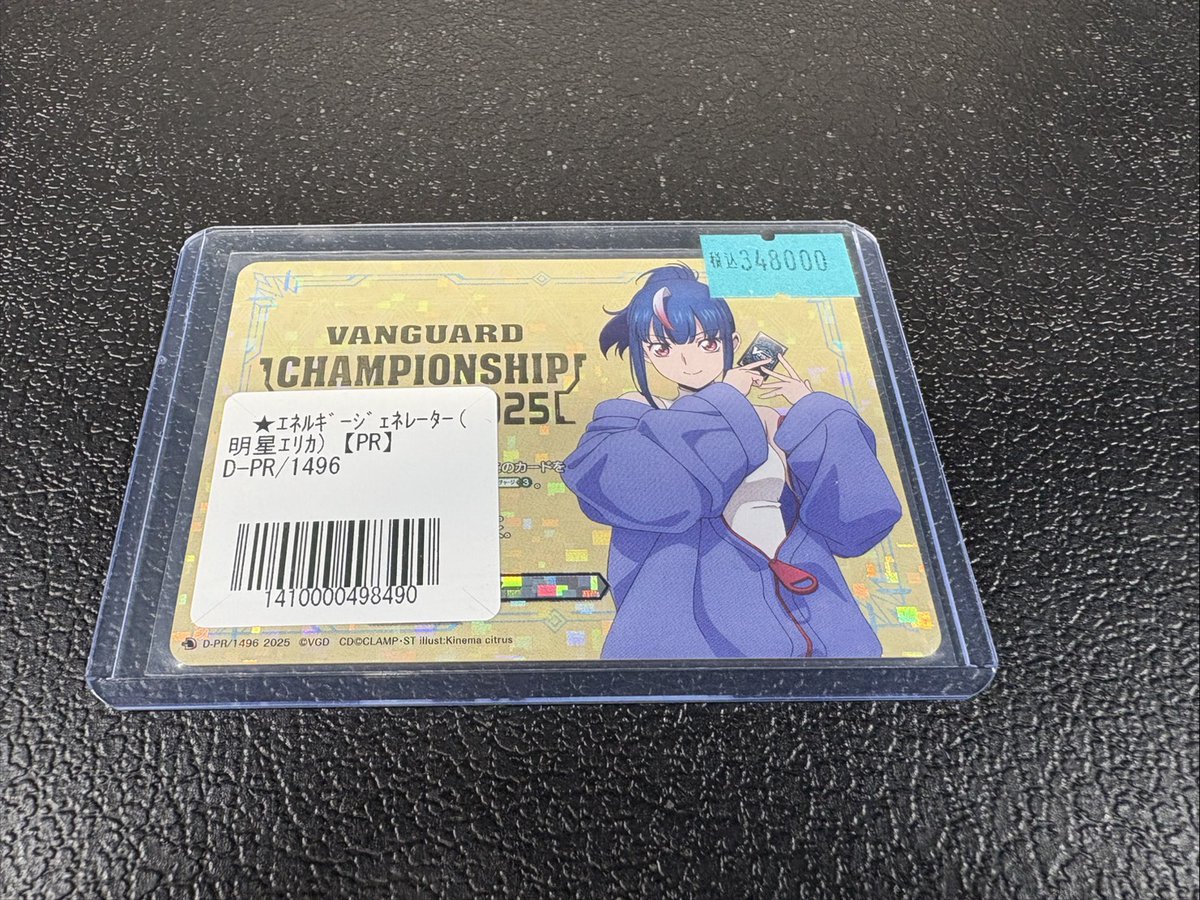 税込348000
VANGUARD
CHAMPIONSHIP
025
★ｴﾈﾙｷﾞｰｼﾞｪﾈﾚｰﾀｰ(
明星ｴﾘｶ)【PR】
D-PR/1496
のカードを
3。
1410000498490
D-PR/1496 2025 ©VGD CD©CLAMP・ST illust:Kinema citrus